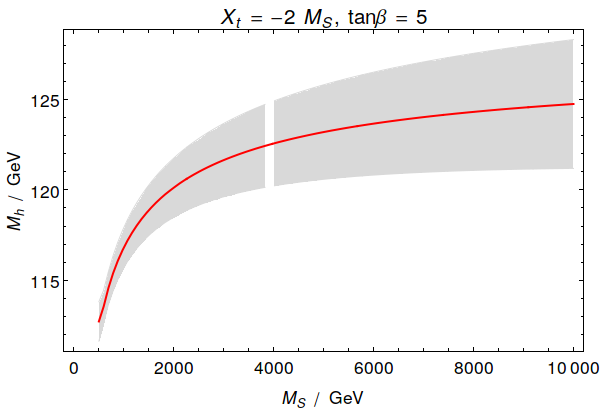 X_t = −2 M_S, tanβ = 5
M_h / GeV
125
120
115
0 2000 4000 6000 8000 10 000
M_S / GeV